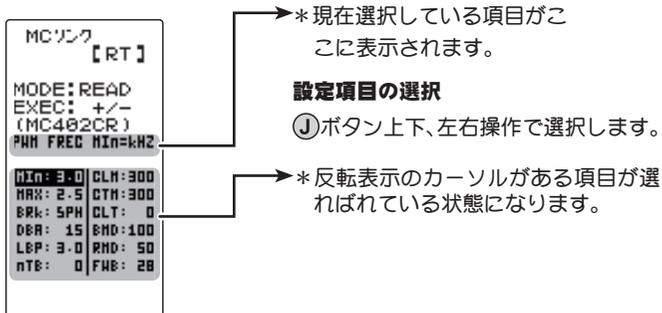 MCリンク
【RT】
MODE:READ
EXEC: +/-
(MC402CR)
PWM FREC MIn=kHZ
MIn: 3.0 CLM:300
MAX: 2.5 CTM:300
BRk: SPH CLT: 0
DBA: 15 BMD:100
LBP: 3.0 RMD: 50
nTB: 0 FWB: 28
＊現在選択している項目がこ
こに表示されます。
設定項目の選択
Ⓙボタン上下、左右操作で選択します。
＊反転表示のカーソルがある項目が選
ばれている状態になります。